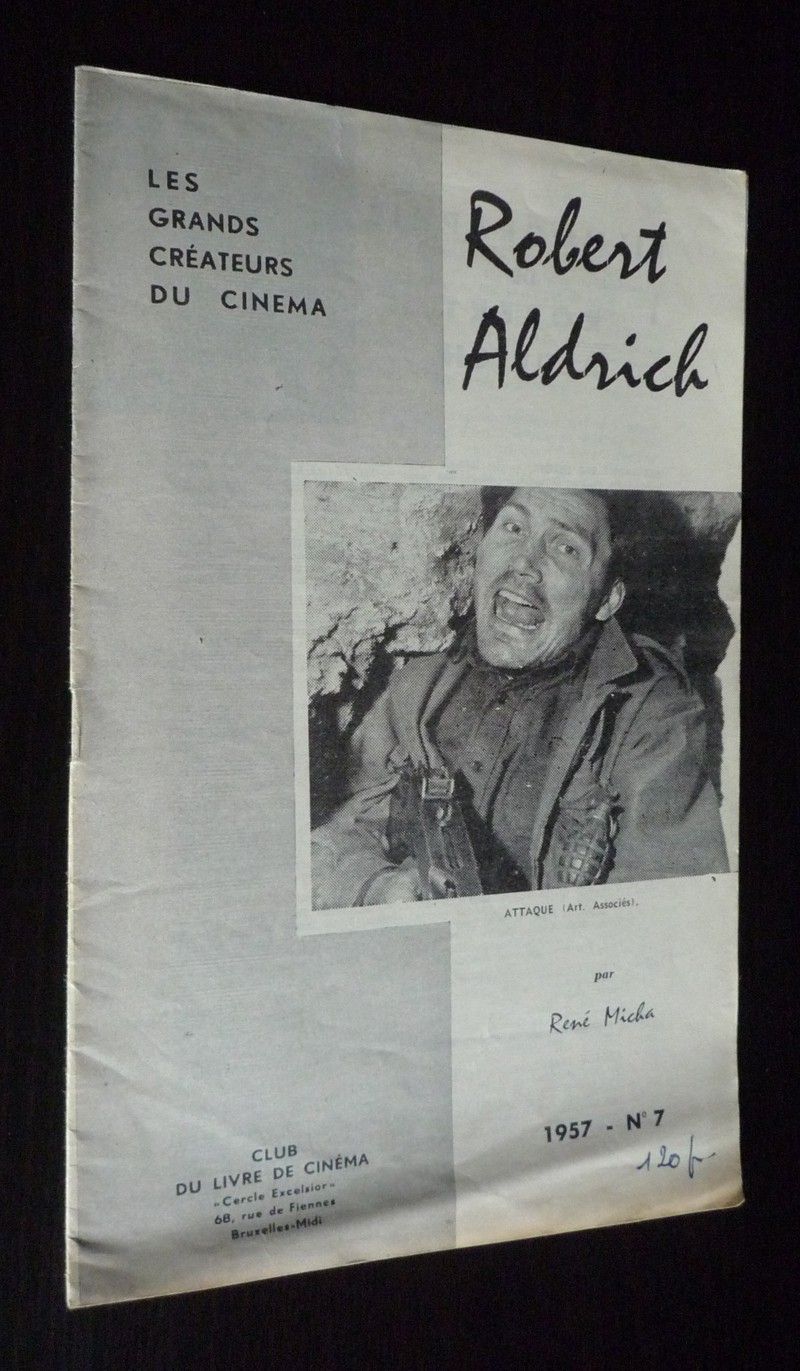 LES
GRANDS
CRÉATEURS
DU CINEMA
Robert
Aldrich
ATTAQUE (Art. Associés).
par
René Micha
1957 - N° 7
120 f.
CLUB
DU LIVRE DE CINÉMA
„Cercle Excelsior"
68, rue de Fiennes
Bruxelles-Midi